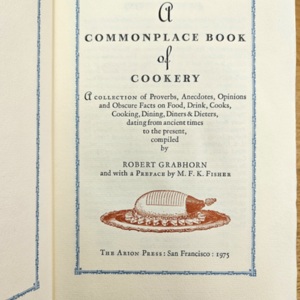 A
COMMONPLACE BOOK
of
COOKERY
A COLLECTION of Proverbs, Anecdotes, Opinions
and Obscure Facts on Food, Drink, Cooks,
Cooking, Dining, Diners & Dieters,
dating from ancient times
to the present,
compiled
by
ROBERT GRABHORN
and with a PREFACE by M. F. K. FISHER
THE ARION PRESS : San Francisco : 1975